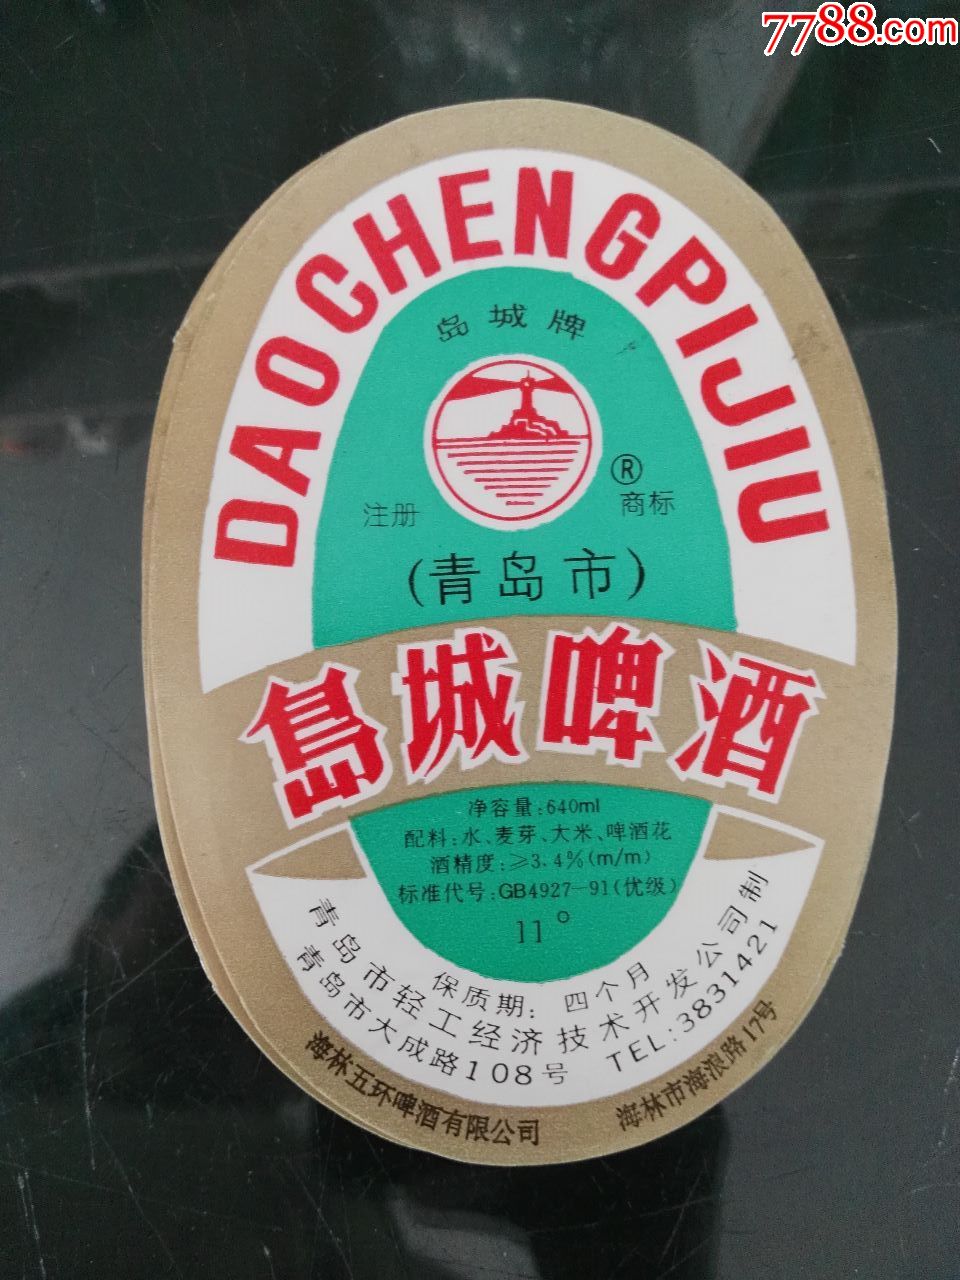 7788.com
DAOCHENGPIJIU
岛城牌
注册 ® 商标
(青岛市)
島城啤酒
净容量:640ml
配料:水、麦芽、大米、啤酒花
酒精度:≥3.4%(m/m)
标准代号:GB4927-91(优级)
11°
保质期:四个月
青岛市轻工经济技术开发公司制
青岛市大成路108号 TEL:3831421
海林五环啤酒有限公司 海林市海浪路17号